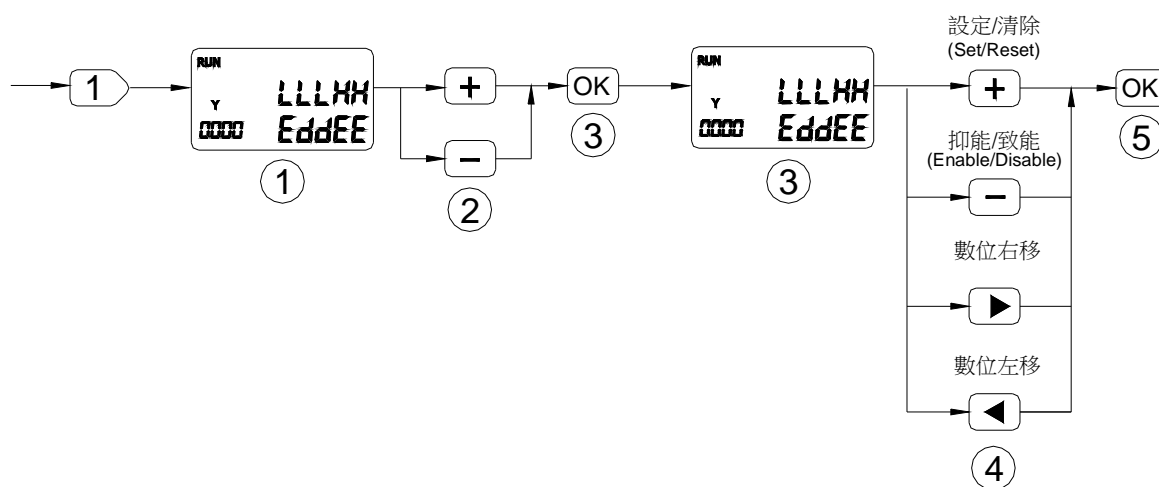 設定/清除
(Set/Reset)
1
RUN
LLLHH
Y
0000 EddEE
①
+
−
②
OK
③
RUN
LLLHH
Y
0000 EddEE
③
+
抑能/致能
(Enable/Disable)
−
數位右移
▶
數位左移
◀
④
OK
⑤